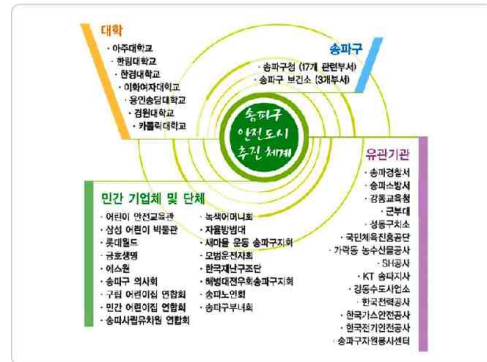 대학
· 아주대학교
· 한림대학교
· 한경대학교
· 이화여자대학교
· 용인송담대학교
· 경원대학교
· 카톨릭대학교
송파구
· 송파구청 (17개 관련부서)
· 송파구 보건소 (3개부서)
송파구
안전도시
추진 체계
유관기관
· 송파경찰서
· 송파소방서
· 강동교육청
· 군부대
· 성동구치소
· 국민체육진흥공단
· 가락동 농수산물공사
· SH공사
· KT 송파지사
· 강동수도사업소
· 한국전력공사
· 한국가스안전공사
· 한국전기안전공사
· 송파구자원봉사센터
민간 기업체 및 단체
· 어린이 안전교육관
· 삼성 어린이 박물관
· 롯데월드
· 금호생명
· 에스원
· 송파구 의사회
· 구립 어린이집 연합회
· 민간 어린이집 연합회
· 송파사립유치원 연합회
· 녹색어머니회
· 자율방범대
· 새마을 운동 송파구지회
· 모범운전자회
· 한국재난구조단
· 해병대전우회송파구지회
· 송파노인회
· 송파구부녀회